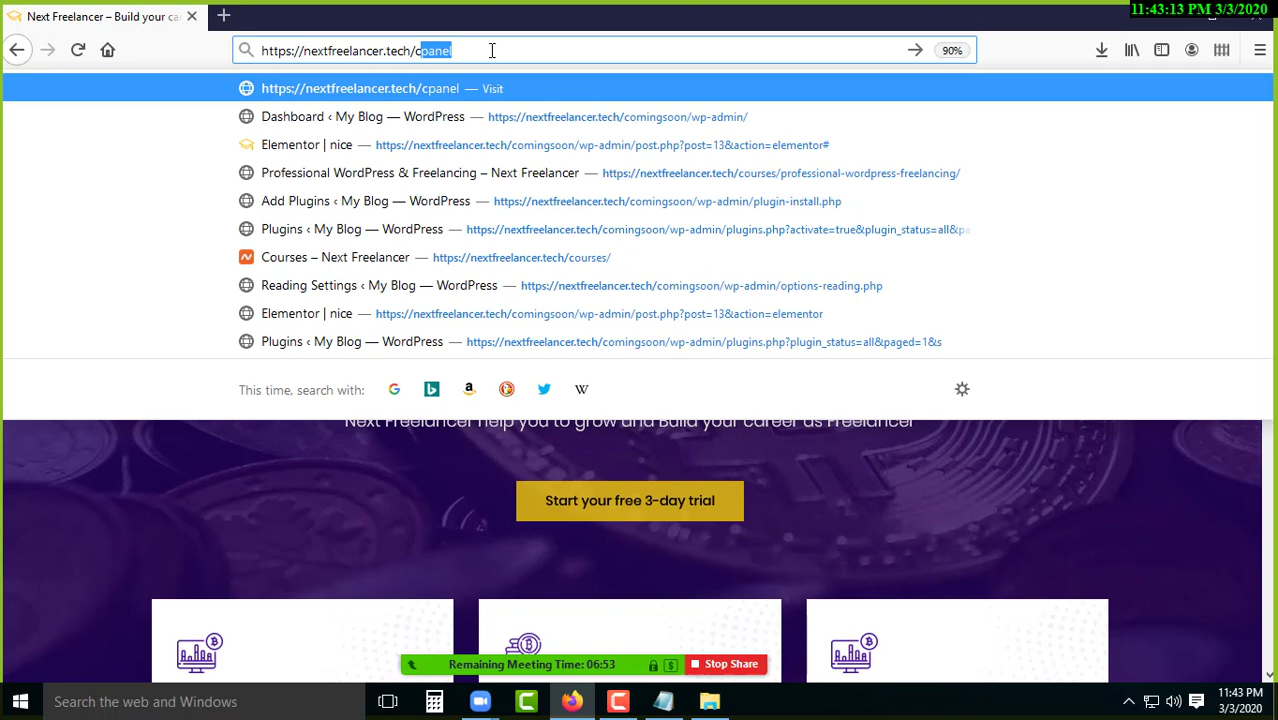 11:43:13 PM 3/3/2020
Next Freelancer – Build your ca
https://nextfreelancer.tech/cpanel
90%
https://nextfreelancer.tech/cpanel — Visit
Dashboard ‹ My Blog — WordPress — https://nextfreelancer.tech/comingsoon/wp-admin/
Elementor | nice — https://nextfreelancer.tech/comingsoon/wp-admin/post.php?post=13&action=elementor#
Professional WordPress & Freelancing – Next Freelancer — https://nextfreelancer.tech/courses/professional-wordpress-freelancing/
Add Plugins ‹ My Blog — WordPress — https://nextfreelancer.tech/comingsoon/wp-admin/plugin-install.php
Plugins ‹ My Blog — WordPress — https://nextfreelancer.tech/comingsoon/wp-admin/plugins.php?activate=true&plugin_status=all&pa
Courses – Next Freelancer — https://nextfreelancer.tech/courses/
Reading Settings ‹ My Blog — WordPress — https://nextfreelancer.tech/comingsoon/wp-admin/options-reading.php
Elementor | nice — https://nextfreelancer.tech/comingsoon/wp-admin/post.php?post=13&action=elementor
Plugins ‹ My Blog — WordPress — https://nextfreelancer.tech/comingsoon/wp-admin/plugins.php?plugin_status=all&paged=1&s
This time, search with:
Next Freelancer help you to grow and Build your career as Freelancer
Start your free 3-day trial
Remaining Meeting Time: 06:53
Stop Share
Search the web and Windows
11:43 PM
3/3/2020